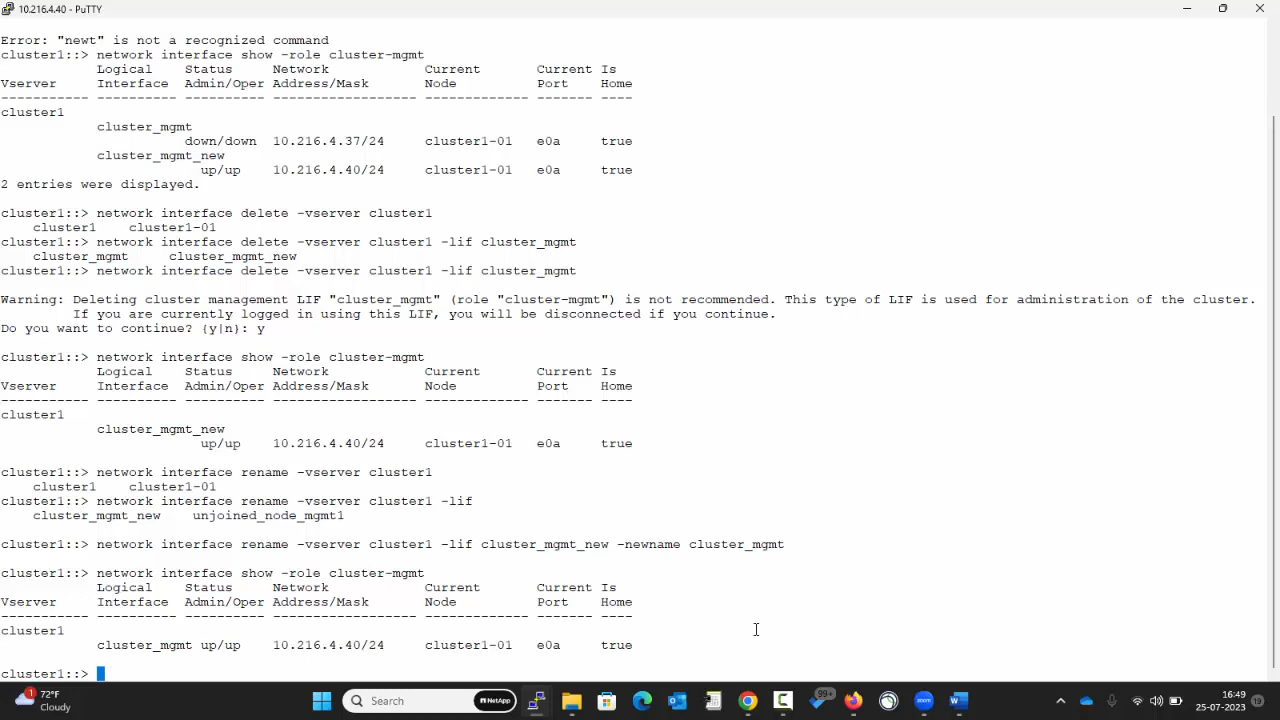 10.216.4.40 - PuTTY
Error: "newt" is not a recognized command
cluster1::> network interface show -role cluster-mgmt
            Logical    Status     Network            Current       Current Is
Vserver     Interface  Admin/Oper Address/Mask       Node          Port    Home
----------- ---------- ---------- ------------------ ------------- ------- ----
cluster1
            cluster_mgmt
                       down/down  10.216.4.37/24     cluster1-01   e0a     true
            cluster_mgmt_new
                         up/up    10.216.4.40/24     cluster1-01   e0a     true
2 entries were displayed.
cluster1::> network interface delete -vserver cluster1
    cluster1    cluster1-01
cluster1::> network interface delete -vserver cluster1 -lif cluster_mgmt
    cluster_mgmt     cluster_mgmt_new
cluster1::> network interface delete -vserver cluster1 -lif cluster_mgmt
Warning: Deleting cluster management LIF "cluster_mgmt" (role "cluster-mgmt") is not recommended. This type of LIF is used for administration of the cluster.
         If you are currently logged in using this LIF, you will be disconnected if you continue.
Do you want to continue? {y|n}: y
cluster1::> network interface show -role cluster-mgmt
            Logical    Status     Network            Current       Current Is
Vserver     Interface  Admin/Oper Address/Mask       Node          Port    Home
----------- ---------- ---------- ------------------ ------------- ------- ----
cluster1
            cluster_mgmt_new
                         up/up    10.216.4.40/24     cluster1-01   e0a     true
cluster1::> network interface rename -vserver cluster1
    cluster1    cluster1-01
cluster1::> network interface rename -vserver cluster1 -lif
    cluster_mgmt_new    unjoined_node_mgmt1
cluster1::> network interface rename -vserver cluster1 -lif cluster_mgmt_new -newname cluster_mgmt
cluster1::> network interface show -role cluster-mgmt
            Logical    Status     Network            Current       Current Is
Vserver     Interface  Admin/Oper Address/Mask       Node          Port    Home
----------- ---------- ---------- ------------------ ------------- ------- ----
cluster1
            cluster_mgmt up/up    10.216.4.40/24     cluster1-01   e0a     true
cluster1::>
1
72°F
Cloudy
Search
NetApp
99+
zoom
16:49
25-07-2023